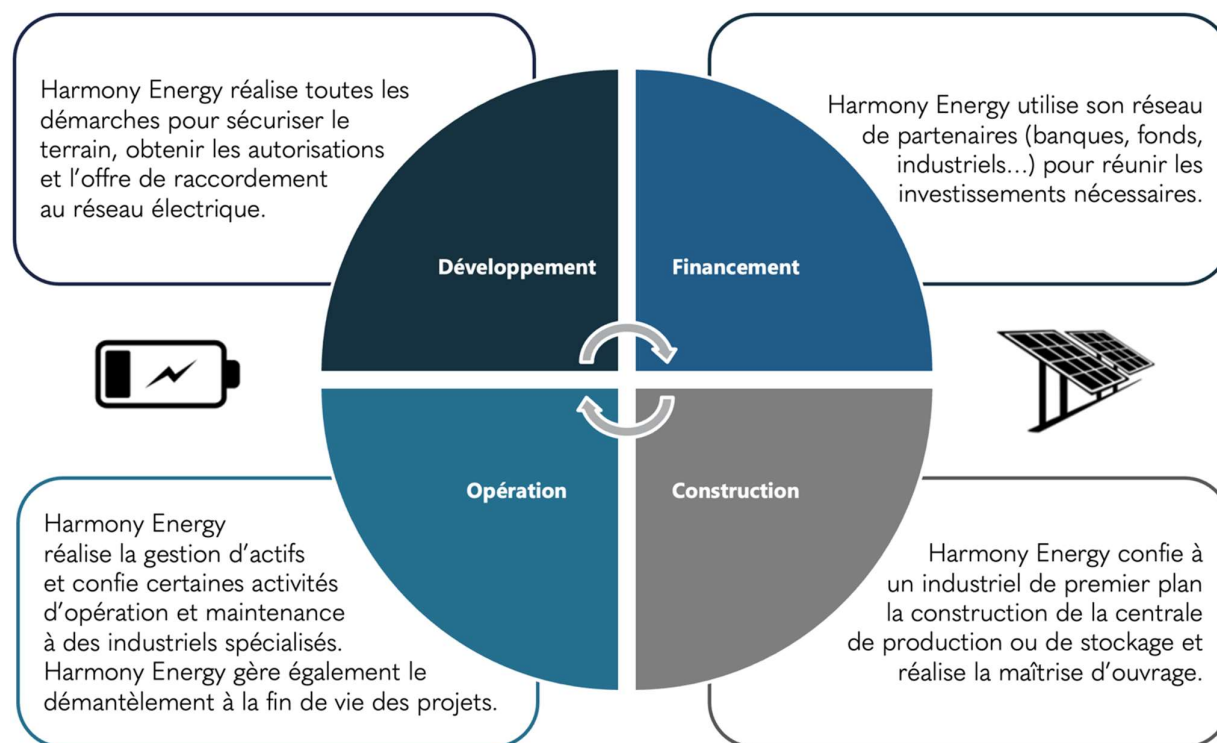 Harmony Energy réalise toutes les
démarches pour sécuriser le
terrain, obtenir les autorisations
et l’offre de raccordement
au réseau électrique.
Harmony Energy utilise son réseau
de partenaires (banques, fonds,
industriels...) pour réunir les
investissements nécessaires.
Développement
Financement
Opération
Construction
Harmony Energy
réalise la gestion d’actifs
et confie certaines activités
d’opération et maintenance
à des industriels spécialisés.
Harmony Energy gère également le
démantèlement à la fin de vie des projets.
Harmony Energy confie à
un industriel de premier plan
la construction de la centrale
de production ou de stockage et
réalise la maîtrise d’ouvrage.